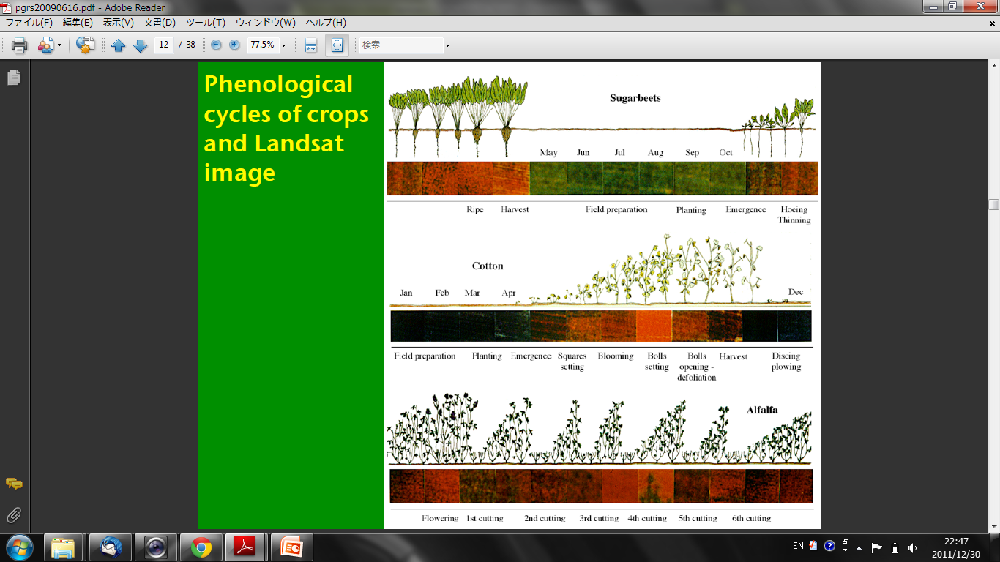 pgrs20090616.pdf - Adobe Reader
ファイル(F) 編集(E) 表示(V) 文書(D) ツール(T) ウィンドウ(W) ヘルプ(H)
12 / 38 77.5% 検索
Phenological
cycles of crops
and Landsat
image
Sugarbeets
May Jun Jul Aug Sep Oct
Ripe Harvest Field preparation Planting Emergence Hoeing
Thinning
Cotton
Jan Feb Mar Apr Dec
Field preparation Planting Emergence Squares Blooming Bolls Bolls Harvest Discing
setting setting opening - plowing
defoliation
Alfalfa
Flowering 1st cutting 2nd cutting 3rd cutting 4th cutting 5th cutting 6th cutting
EN 22:47
2011/12/30